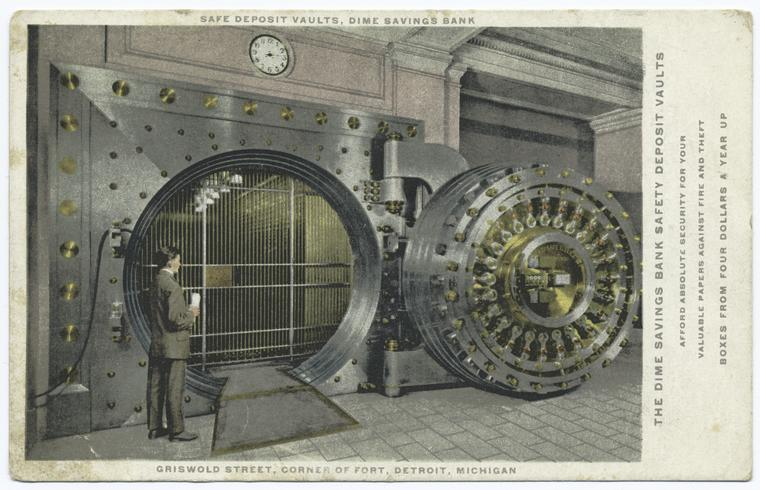 SAFE DEPOSIT VAULTS, DIME SAVINGS BANK
GRISWOLD STREET, CORNER OF FORT, DETROIT, MICHIGAN
THE DIME SAVINGS BANK SAFETY DEPOSIT VAULTS
AFFORD ABSOLUTE SECURITY FOR YOUR
VALUABLE PAPERS AGAINST FIRE AND THEFT
BOXES FROM FOUR DOLLARS A YEAR UP